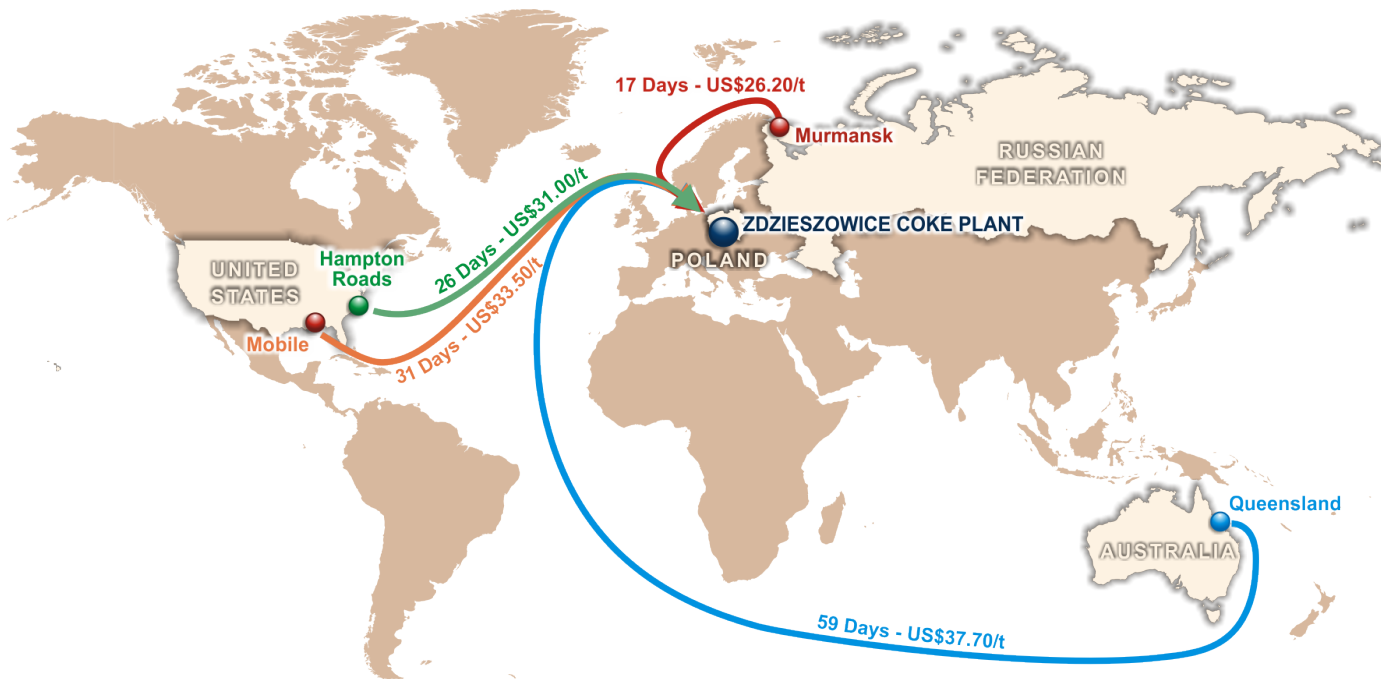 17 Days - US$26.20/t
Murmansk
RUSSIAN
FEDERATION
26 Days - US$31.00/t
ZDZIESZOWICE COKE PLANT
POLAND
UNITED
STATES
Hampton
Roads
Mobile
31 Days - US$33.50/t
Queensland
AUSTRALIA
59 Days - US$37.70/t